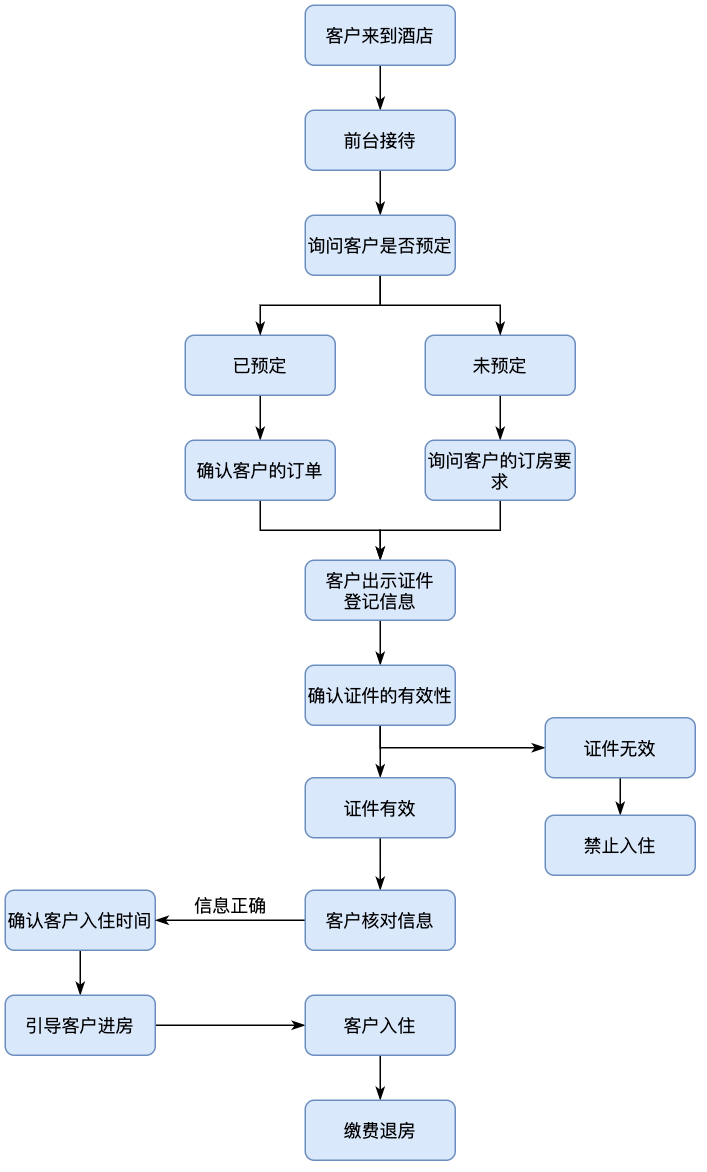 客户来到酒店
前台接待
询问客户是否预定
已预定
未预定
确认客户的订单
询问客户的订房要
求
客户出示证件
登记信息
确认证件的有效性
证件无效
证件有效
禁止入住
信息正确
确认客户入住时间
客户核对信息
引导客户进房
客户入住
缴费退房